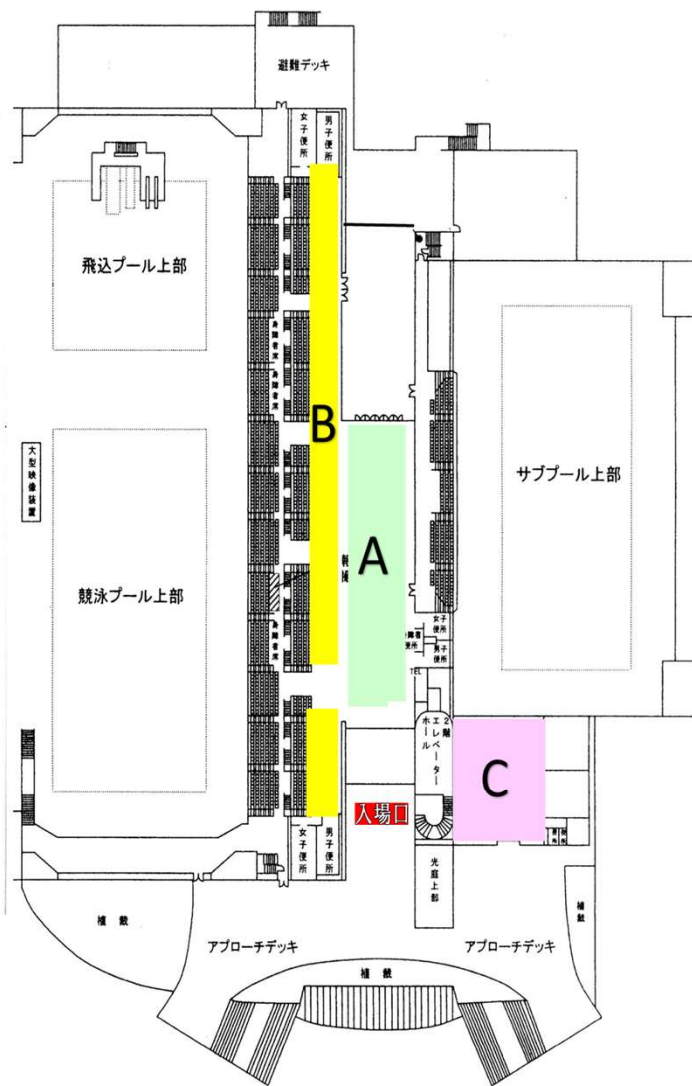 避難デッキ
女子便所
男子便所
飛込プール上部
身障者席
身障者席
B
大型映像装置
サブプール上部
A
競泳プール上部
身障者席
女子便所
男子便所
TEL
2階エレベーターホール
C
入場口
女子便所
男子便所
光庭上部
植栽
植栽
アプローチデッキ
アプローチデッキ
植栽